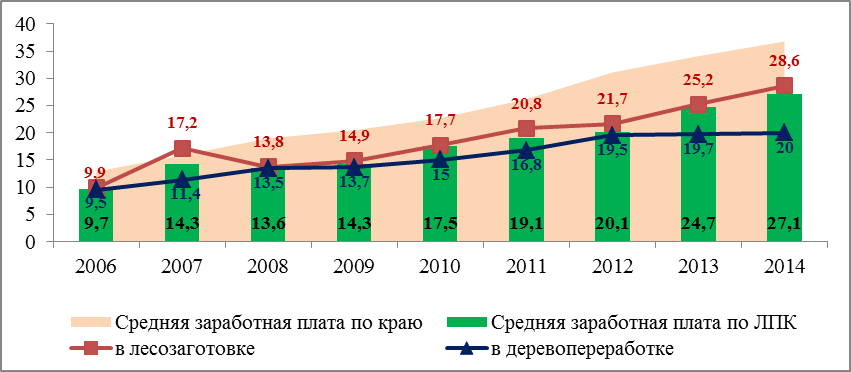 40
35
30
25
20
15
10
5
0
9,9 17,2 13,8 14,9 17,7 20,8 21,7 25,2 28,6
9,5 11,4 13,5 13,7 15 16,8 19,5 19,7 20
9,7 14,3 13,6 14,3 17,5 19,1 20,1 24,7 27,1
2006 2007 2008 2009 2010 2011 2012 2013 2014
Средняя заработная плата по краю Средняя заработная плата по ЛПК
в лесозаготовке в деревопереработке